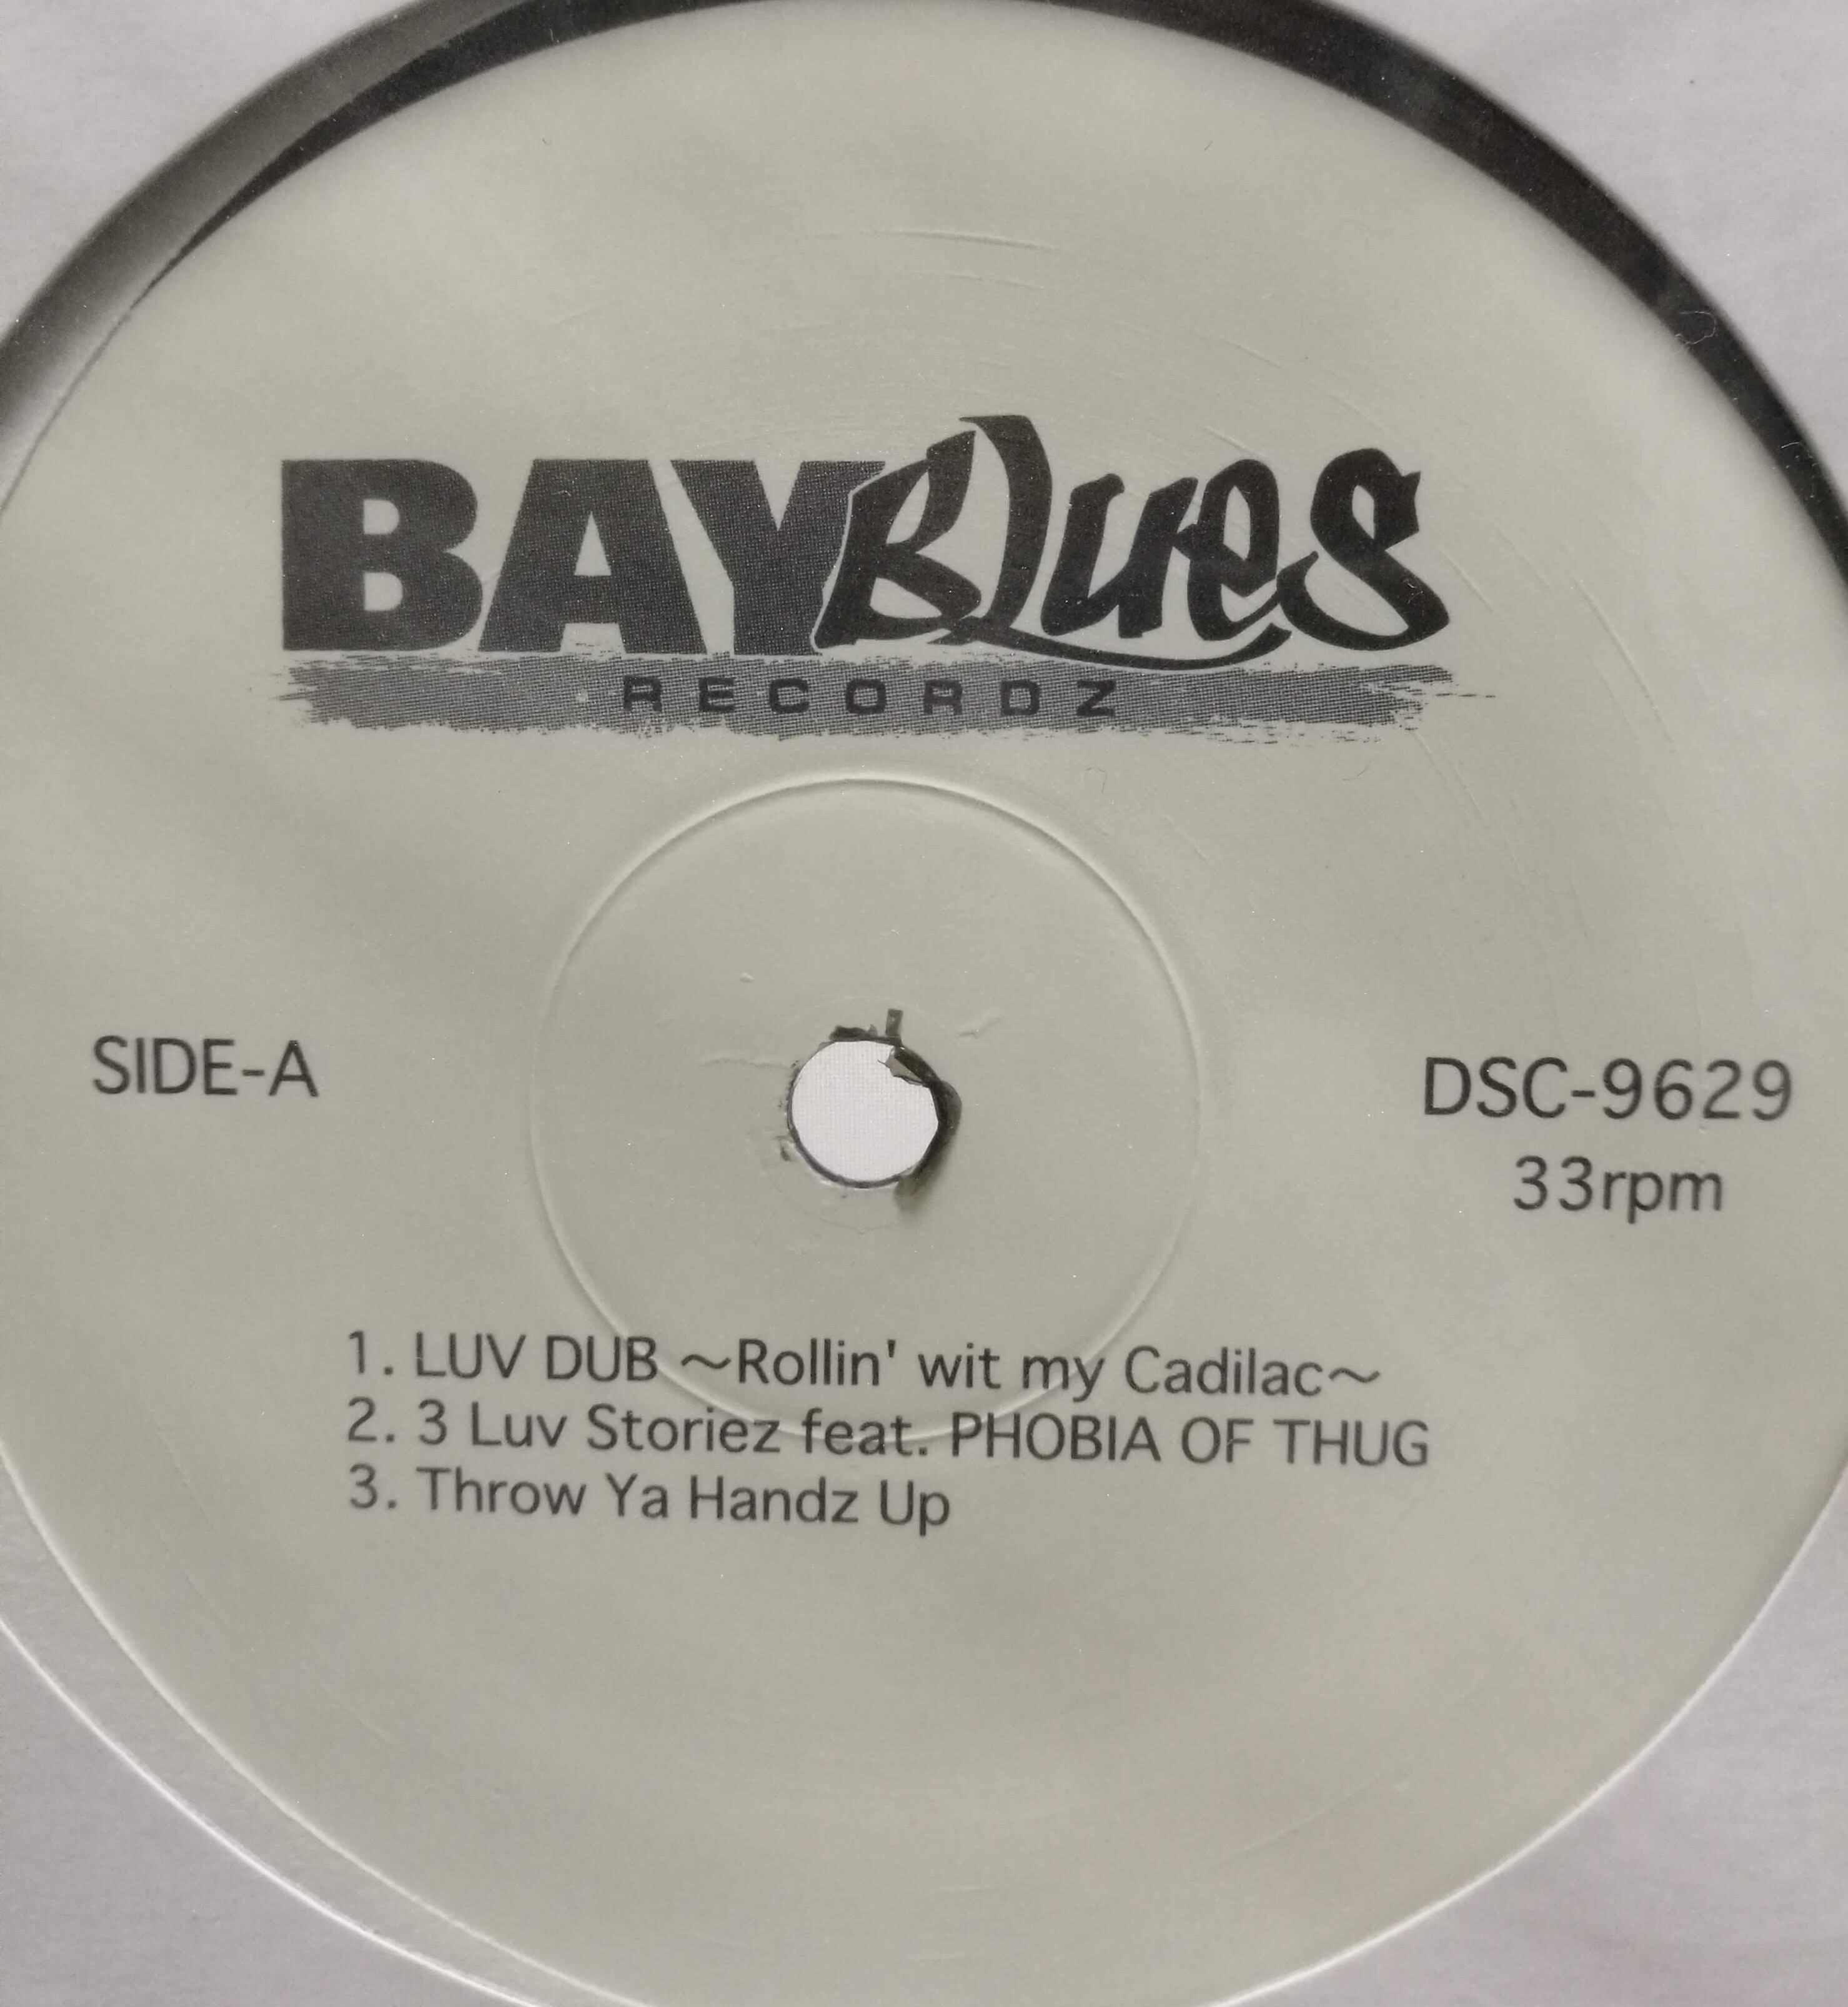 BAYBLUES
RECORDZ
SIDE-A
DSC-9629
33rpm
1. LUV DUB ～Rollin' wit my Cadilac～
2. 3 Luv Storiez feat. PHOBIA OF THUG
3. Throw Ya Handz Up